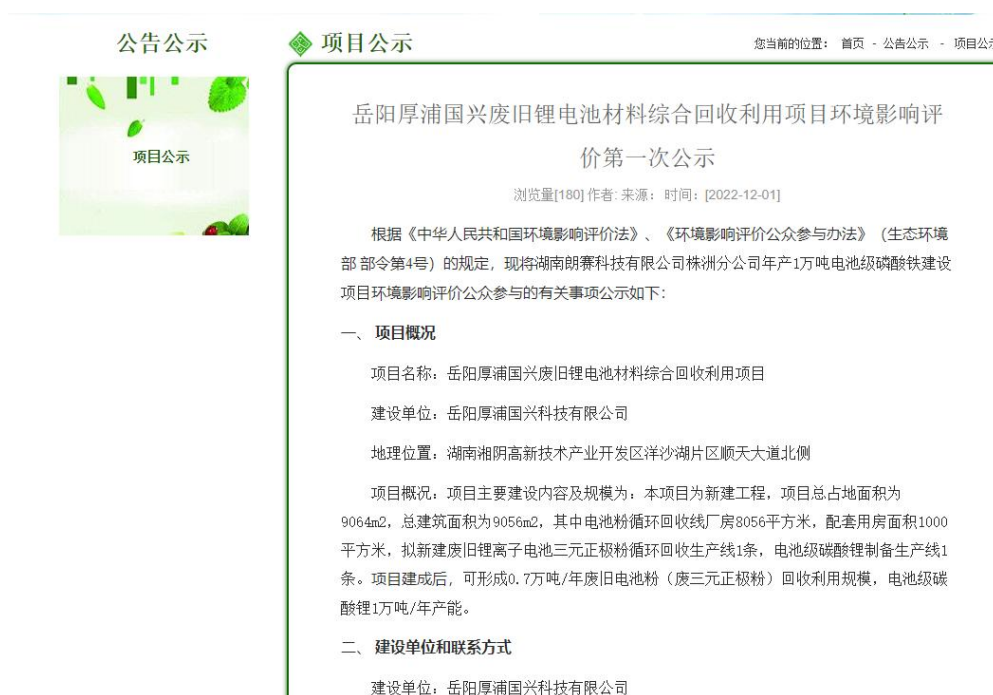 公告公示
项目公示
您当前的位置： 首页 - 公告公示 - 项目公示
项目公示
岳阳厚浦国兴废旧锂电池材料综合回收利用项目环境影响评
价第一次公示
浏览量[180] 作者: 来源： 时间：[2022-12-01]
根据《中华人民共和国环境影响评价法》、《环境影响评价公众参与办法》（生态环境
部 部令第4号）的规定，现将湖南朗赛科技有限公司株洲分公司年产1万吨电池级磷酸铁建设
项目环境影响评价公众参与的有关事项公示如下：
一、 项目概况
项目名称：岳阳厚浦国兴废旧锂电池材料综合回收利用项目
建设单位：岳阳厚浦国兴科技有限公司
地理位置：湖南湘阴高新技术产业开发区洋沙湖片区顺天大道北侧
项目概况：项目主要建设内容及规模为：本项目为新建工程，项目总占地面积为
9064m2，总建筑面积为9056m2，其中电池粉循环回收线厂房8056平方米，配套用房面积1000
平方米，拟新建废旧锂离子电池三元正极粉循环回收生产线1条，电池级碳酸锂制备生产线1
条。项目建成后，可形成0.7万吨/年废旧电池粉（废三元正极粉）回收利用规模，电池级碳
酸锂1万吨/年产能。
二、 建设单位和联系方式
建设单位：岳阳厚浦国兴科技有限公司